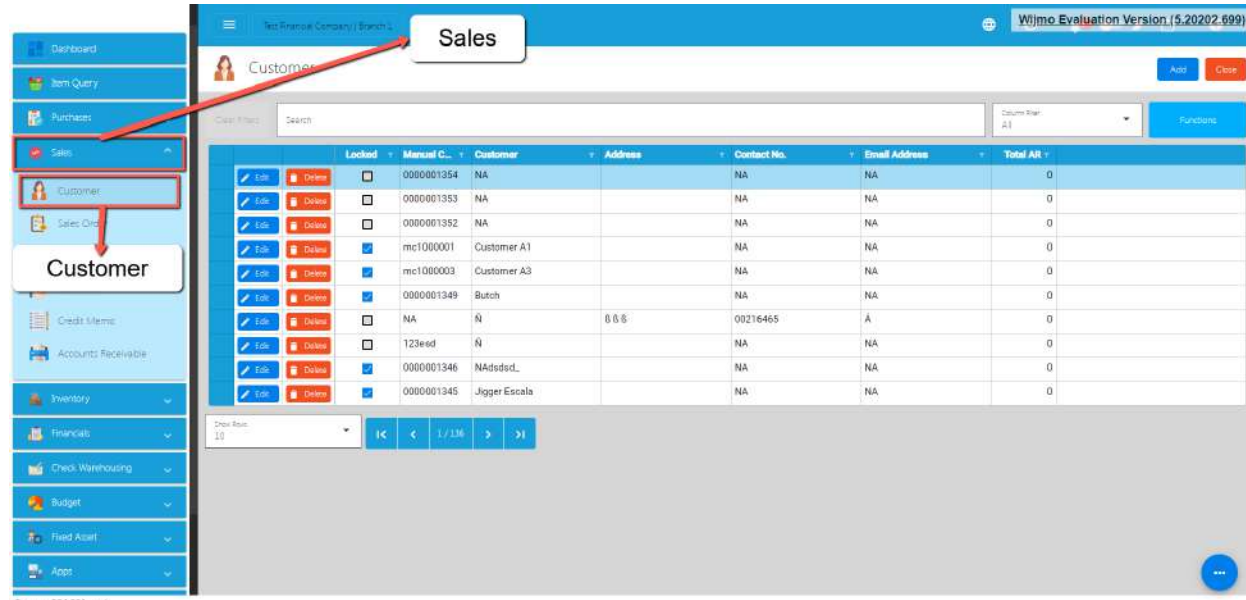 Test Financial Company | Branch 1
Wijmo Evaluation Version (5.20202.699)
Sales
Customer
Add
Close
Dashboard
Item Query
Purchases
Sales
Customer
Sales Order
Customer
Credit Memo
Accounts Receivable
Inventory
Financials
Check Warehousing
Budget
Fixed Asset
Apps
Clear Filters
Search
Column Filter
All
Functions
Locked Manual C... Customer Address Contact No. Email Address Total AR
Edit Delete 0000001354 NA NA NA 0
Edit Delete 0000001353 NA NA NA 0
Edit Delete 0000001352 NA NA NA 0
Edit Delete mc1000001 Customer A1 NA NA 0
Edit Delete mc1000003 Customer A3 NA NA 0
Edit Delete 0000001349 Butch NA NA 0
Edit Delete NA Ñ ß ß ß 00216465 Á 0
Edit Delete 123esd Ñ NA NA 0
Edit Delete 0000001346 NAdsdsd_ NA NA 0
Edit Delete 0000001345 Jigger Escala NA NA 0
Show Rows
10
1 / 136